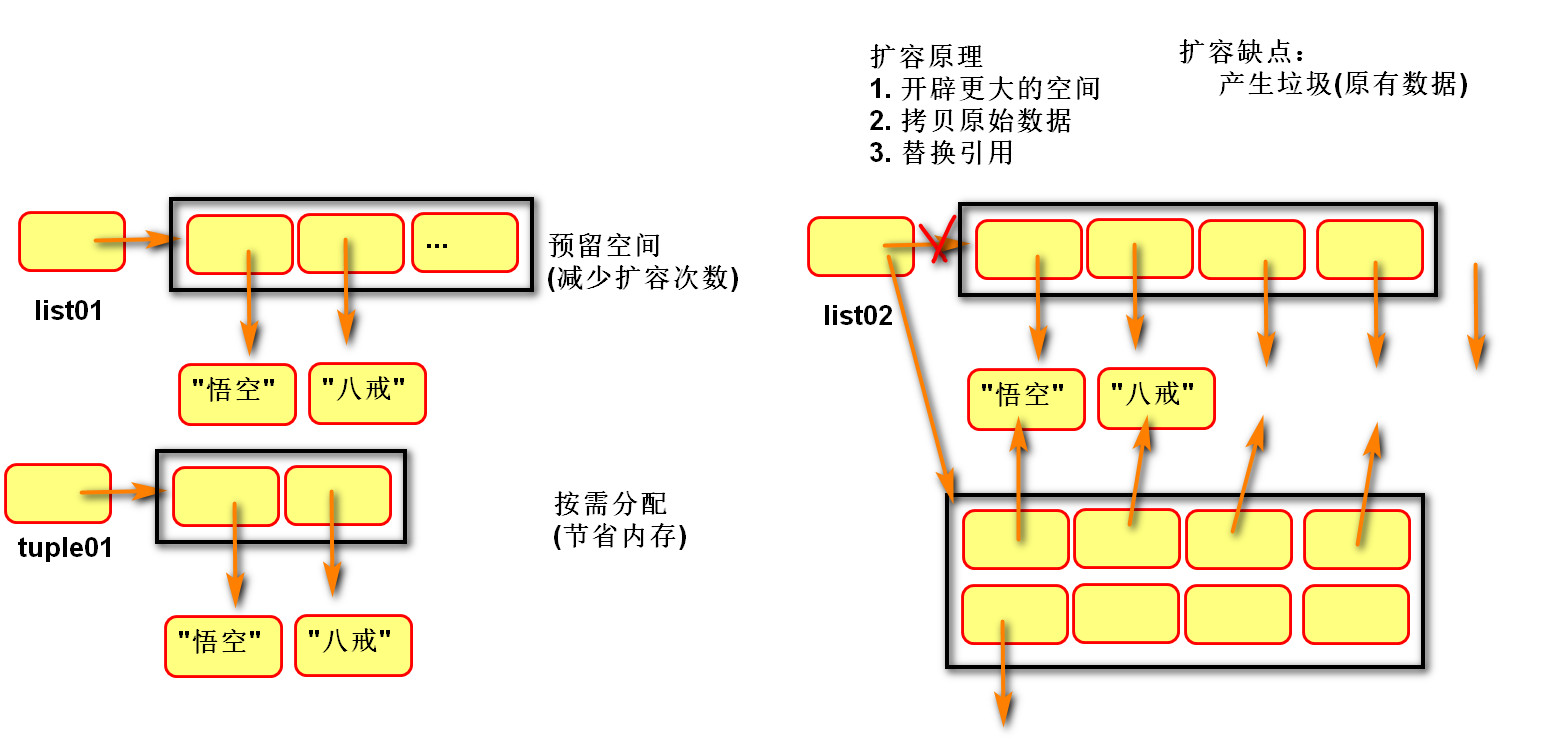 扩容原理
1. 开辟更大的空间
2. 拷贝原始数据
3. 替换引用
扩容缺点：
产生垃圾(原有数据)
...
预留空间
(减少扩容次数)
list01
"悟空"
"八戒"
按需分配
(节省内存)
tuple01
"悟空"
"八戒"
list02
"悟空"
"八戒"